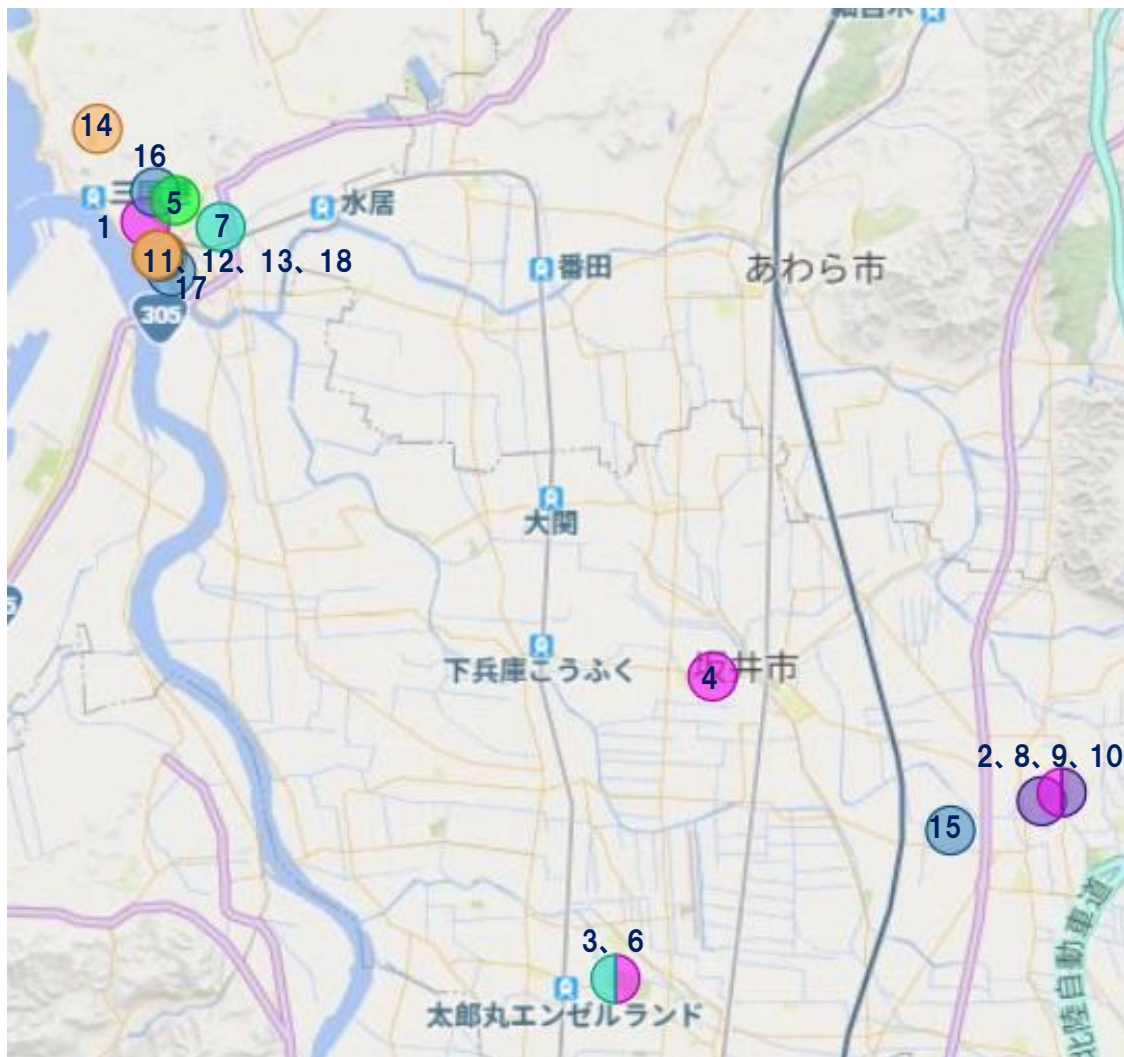 14
16
5
水居
1
7
11、12、13、18
番田
あわら市
17
305
大関
下兵庫こうふく
坂井市
4
2、8、9、10
15
3、6
太郎丸エンゼルランド
北陸自動車道